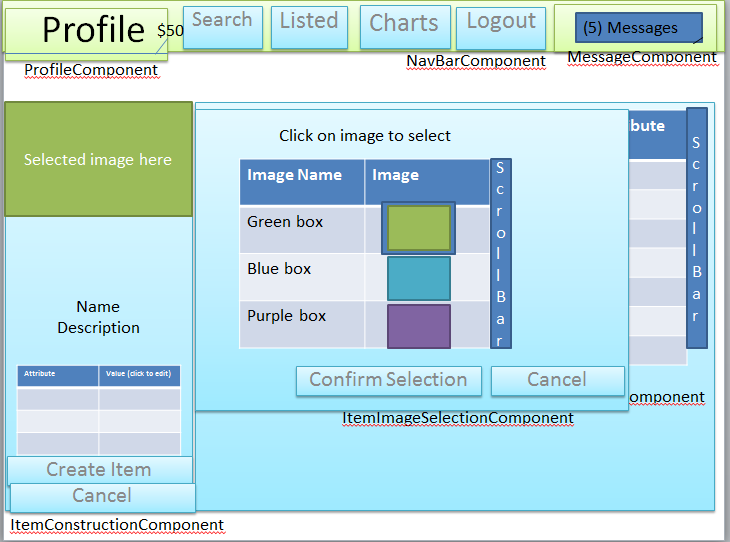 Profile
$50
Search
Listed
Charts
Logout
(5) Messages
ProfileComponent
NavBarComponent
MessageComponent
Selected image here
Click on image to select
Image Name
Image
Green box
Blue box
Purple box
Scroll Bar
bute
Scroll Bar
Name
Description
Attribute
Value (click to edit)
Confirm Selection
Cancel
omponent
ItemImageSelectionComponent
Create Item
Cancel
ItemConstructionComponent